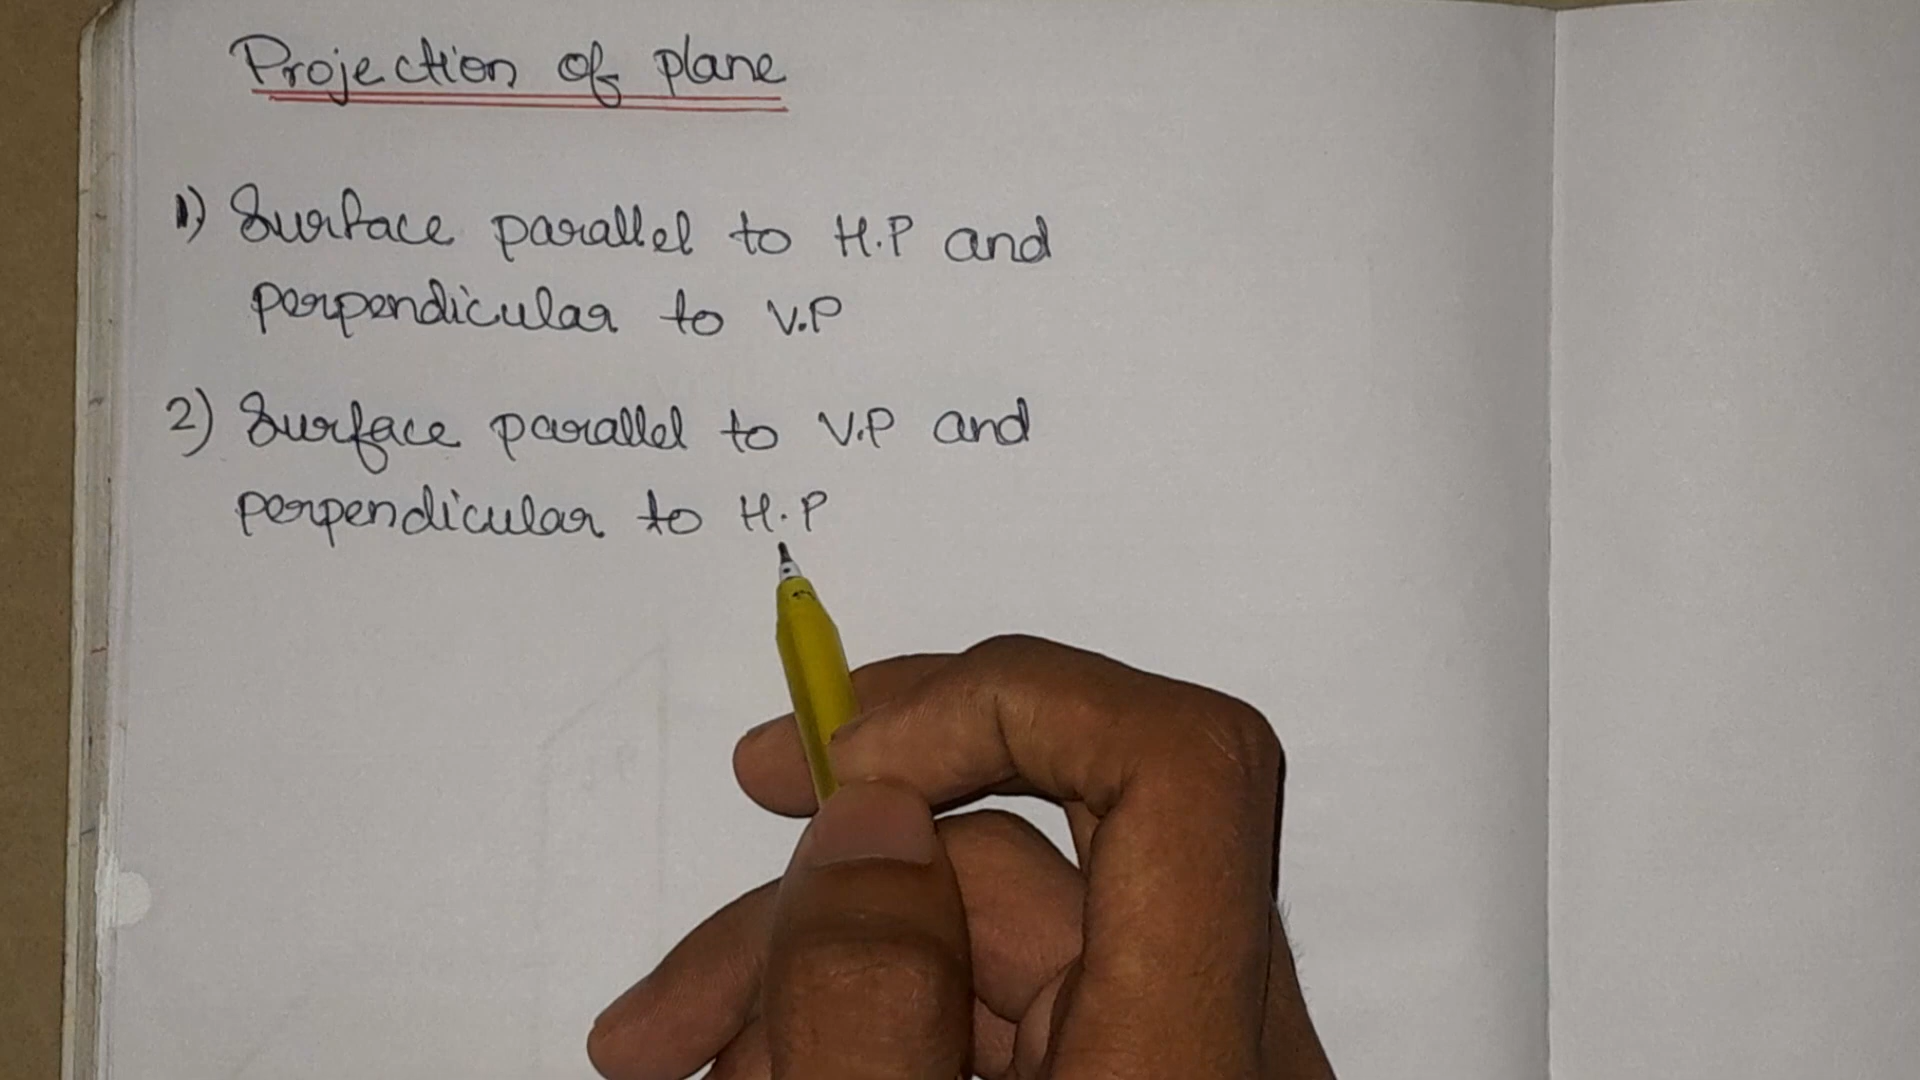 Projection of plane
1) Surface parallel to H.P and
perpendicular to V.P
2) Surface parallel to V.P and
perpendicular to H.P